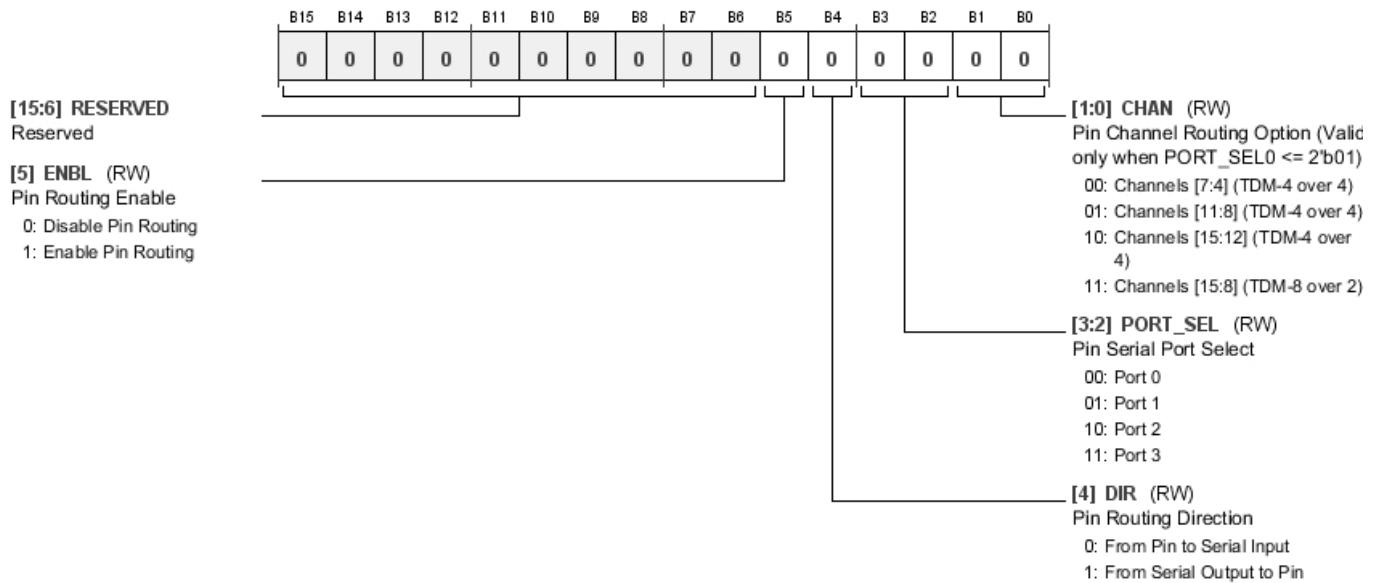 B15 B14 B13 B12 B11 B10 B9 B8 B7 B6 B5 B4 B3 B2 B1 B0
0 0 0 0 0 0 0 0 0 0 0 0 0 0 0 0
[15:6] RESERVED
Reserved
[5] ENBL (RW)
Pin Routing Enable
0: Disable Pin Routing
1: Enable Pin Routing
[1:0] CHAN (RW)
Pin Channel Routing Option (Valid
only when PORT_SEL0 <= 2'b01)
00: Channels [7:4] (TDM-4 over 4)
01: Channels [11:8] (TDM-4 over 4)
10: Channels [15:12] (TDM-4 over
4)
11: Channels [15:8] (TDM-8 over 2)
[3:2] PORT_SEL (RW)
Pin Serial Port Select
00: Port 0
01: Port 1
10: Port 2
11: Port 3
[4] DIR (RW)
Pin Routing Direction
0: From Pin to Serial Input
1: From Serial Output to Pin